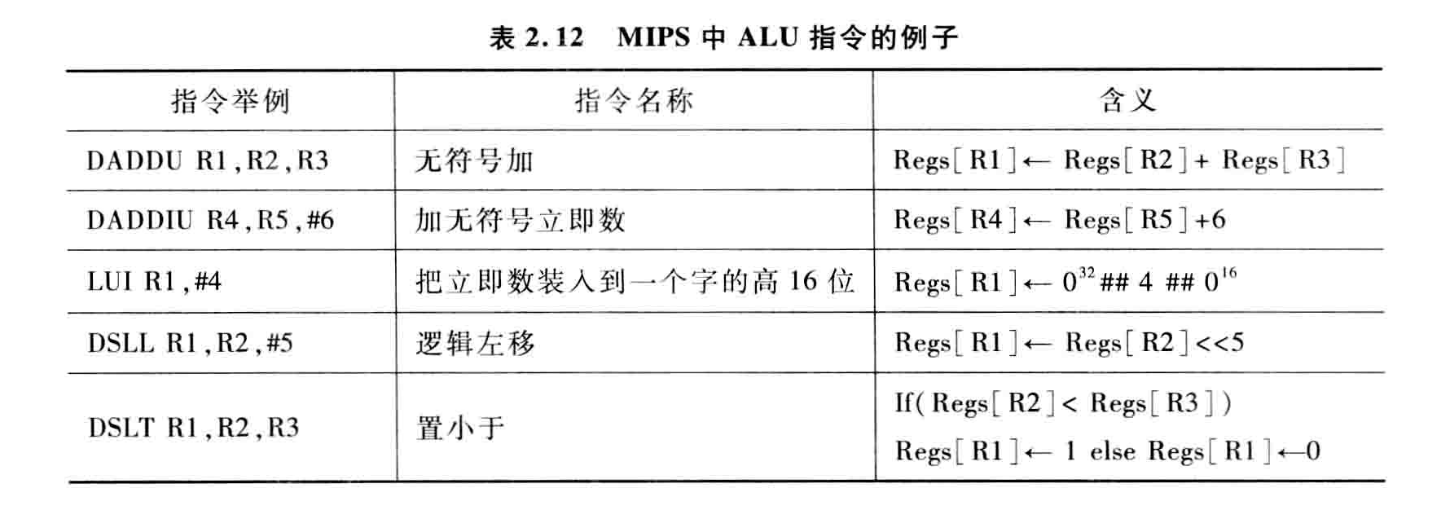 表 2.12 MIPS 中 ALU 指令的例子
指令举例 指令名称 含义
DADDU R1,R2,R3 无符号加 Regs[R1]← Regs[R2]+ Regs[R3]
DADDIU R4,R5,#6 加无符号立即数 Regs[R4]← Regs[R5]+6
LUI R1,#4 把立即数装入到一个字的高 16 位 Regs[R1]← 0³²## 4 ## 0¹⁶
DSLL R1,R2,#5 逻辑左移 Regs[R1]← Regs[R2]<<5
DSLT R1,R2,R3 置小于 If(Regs[R2]< Regs[R3])
Regs[R1]← 1 else Regs[R1]←0